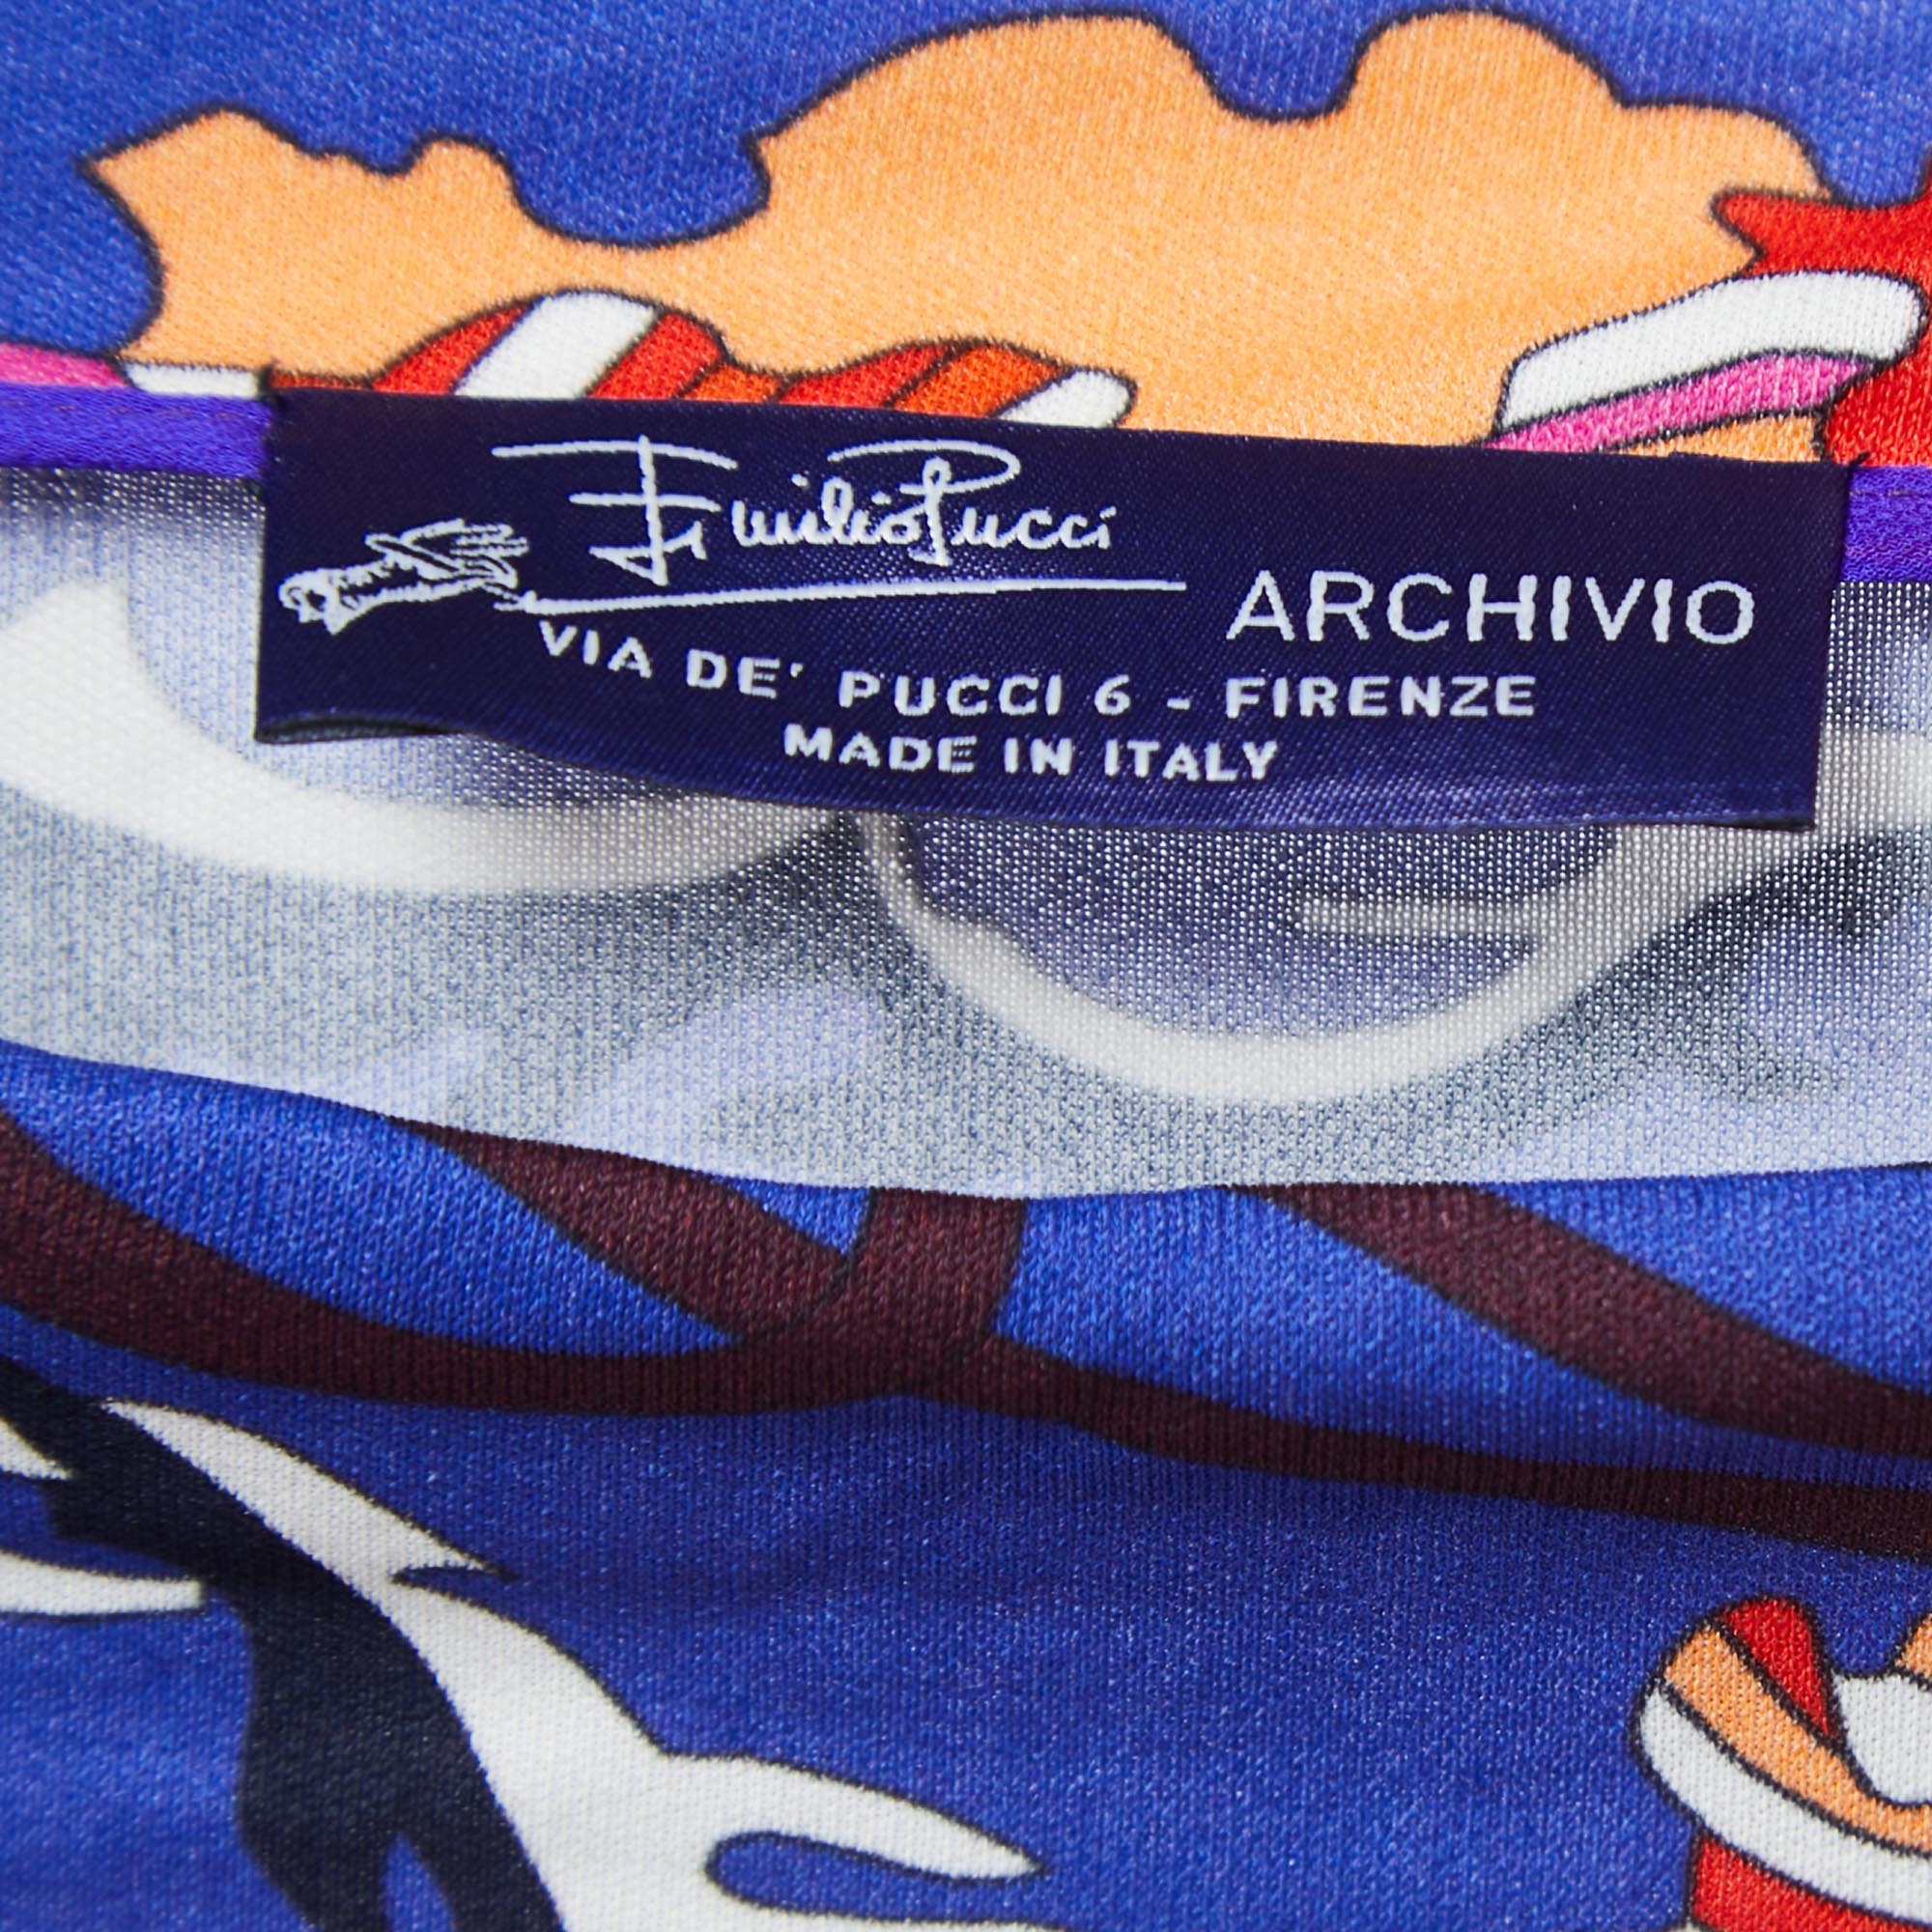 Emilio Pucci
ARCHIVIO
VIA DE' PUCCI 6 - FIRENZE
MADE IN ITALY